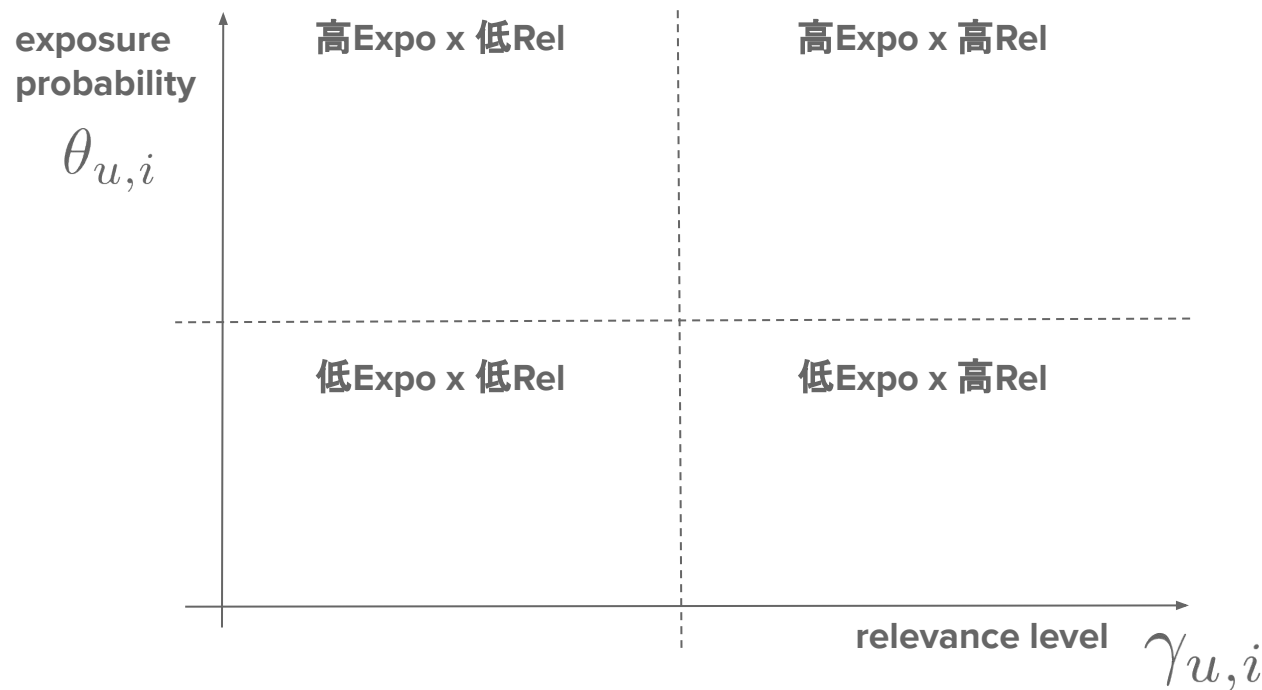 exposure
probability
θu,i
高Expo x 低Rel
高Expo x 高Rel
低Expo x 低Rel
低Expo x 高Rel
relevance level
γu,i